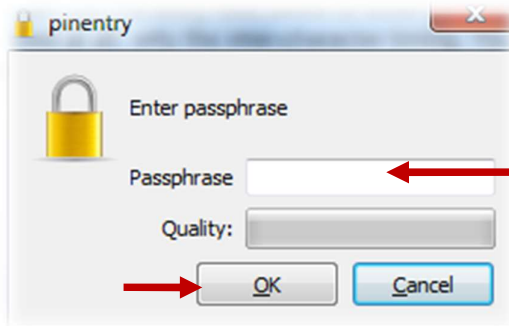 pinentry
Enter passphrase
Passphrase
Quality:
OK
Cancel